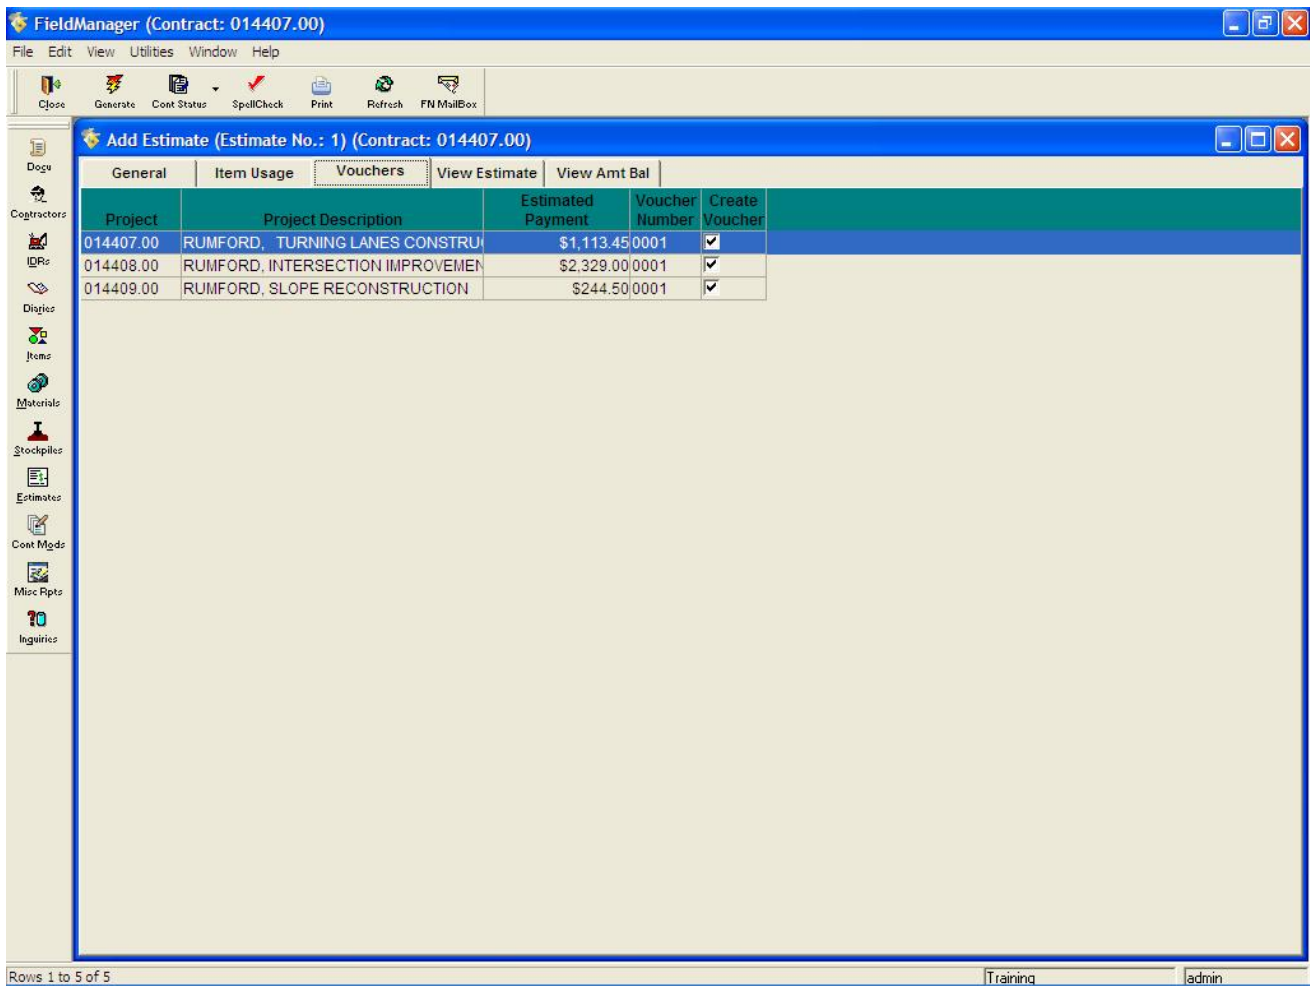 FieldManager (Contract: 014407.00)
File Edit View Utilities Window Help
Close Generate Cont Status SpellCheck Print Refresh FN MailBox
Add Estimate (Estimate No.: 1) (Contract: 014407.00)
General Item Usage Vouchers View Estimate View Amt Bal
Project Project Description Estimated Payment Voucher Number Create Voucher
014407.00 RUMFORD, TURNING LANES CONSTRU $1,113.45 0001
014408.00 RUMFORD, INTERSECTION IMPROVEMEN $2,329.00 0001
014409.00 RUMFORD, SLOPE RECONSTRUCTION $244.50 0001
Docu
Contractors
IDRs
Diaries
Items
Materials
Stockpiles
Estimates
Cont Mods
Misc Rpts
Inquiries
Rows 1 to 5 of 5 Training admin